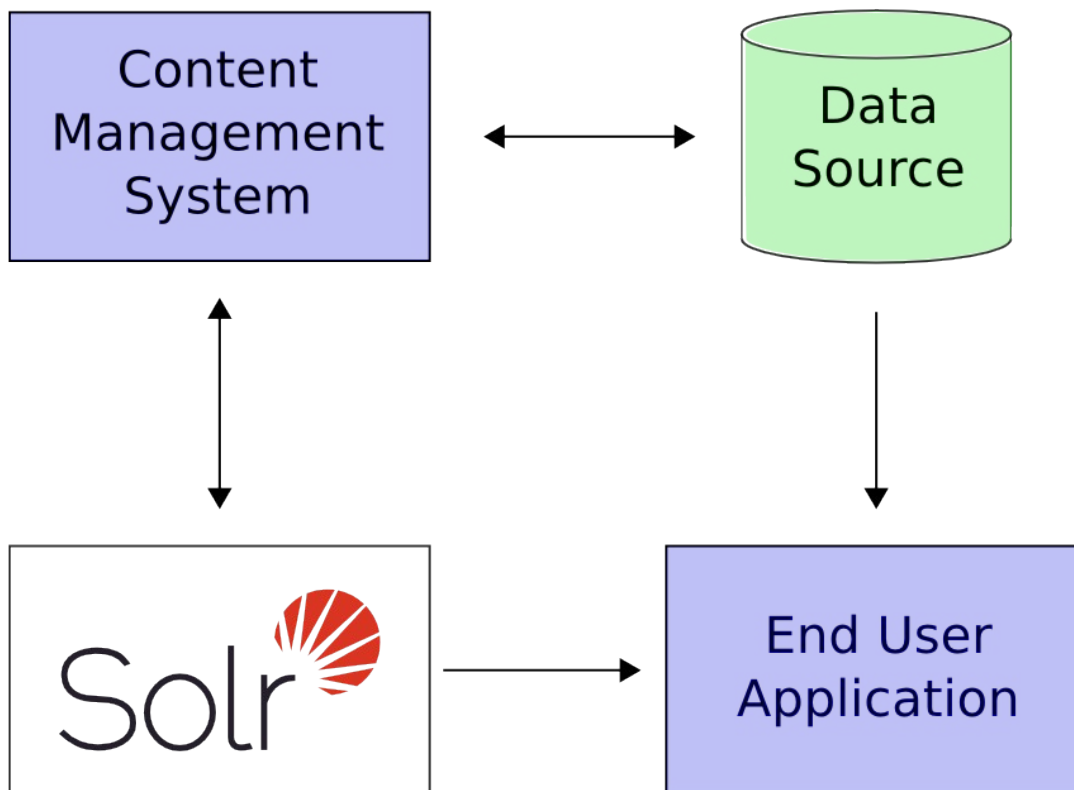 Content
Management
System
Data
Source
Solr
End User
Application